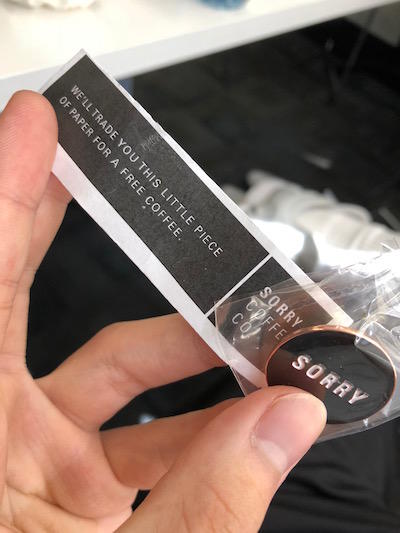 WE'LL TRADE YOU THIS LITTLE PIECE
OF PAPER FOR A FREE COFFEE.
SORRY
COFFEE
CO
SORRY